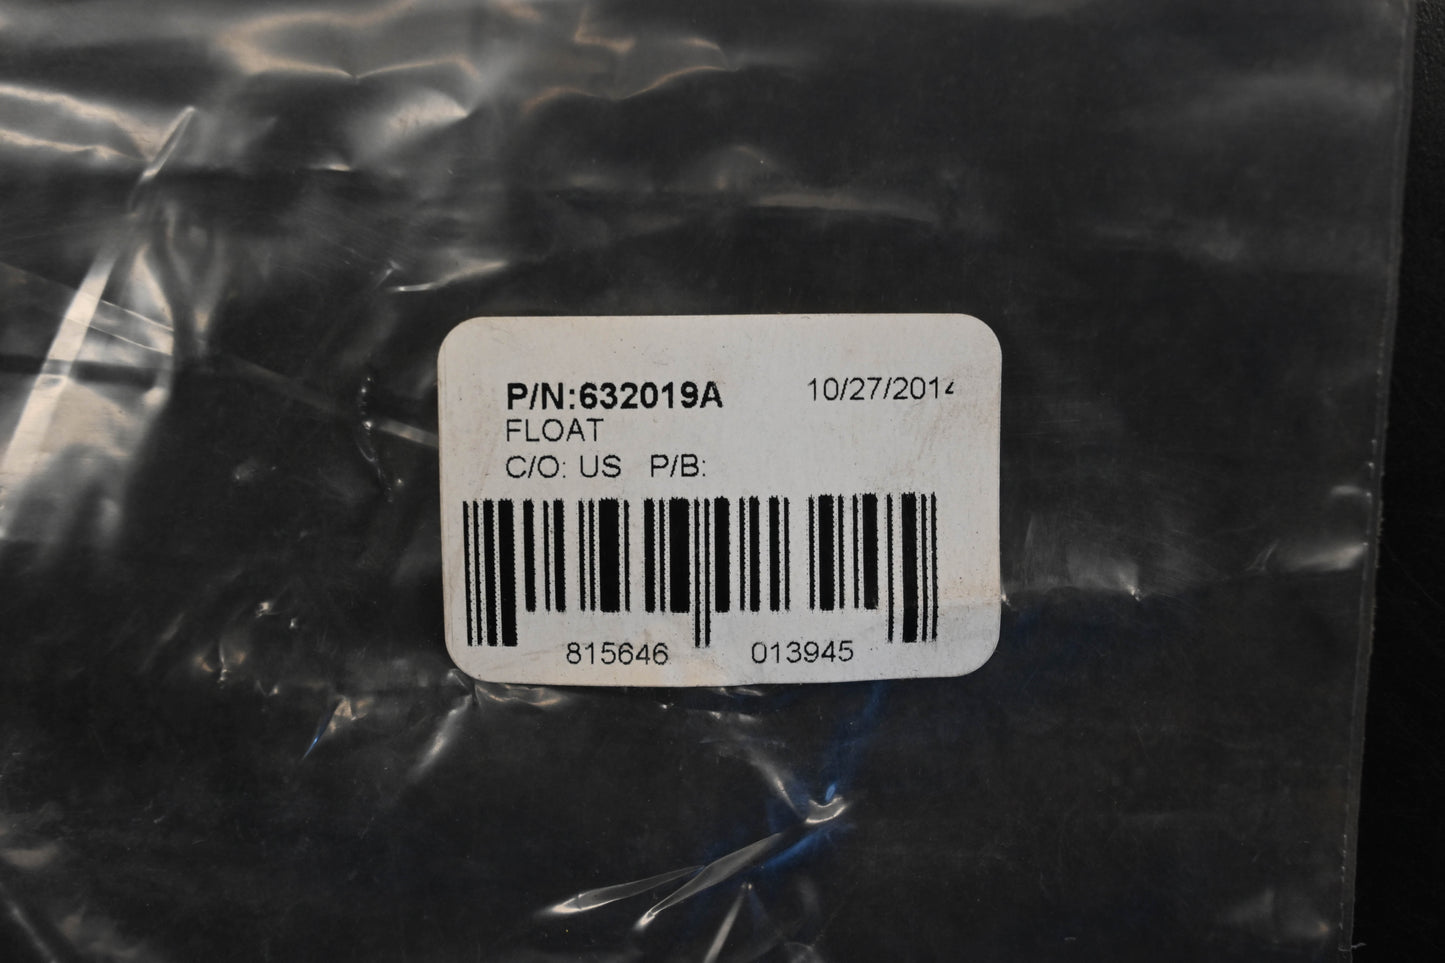 P/N:632019A 10/27/2014
FLOAT
C/O: US P/B:
815646 013945